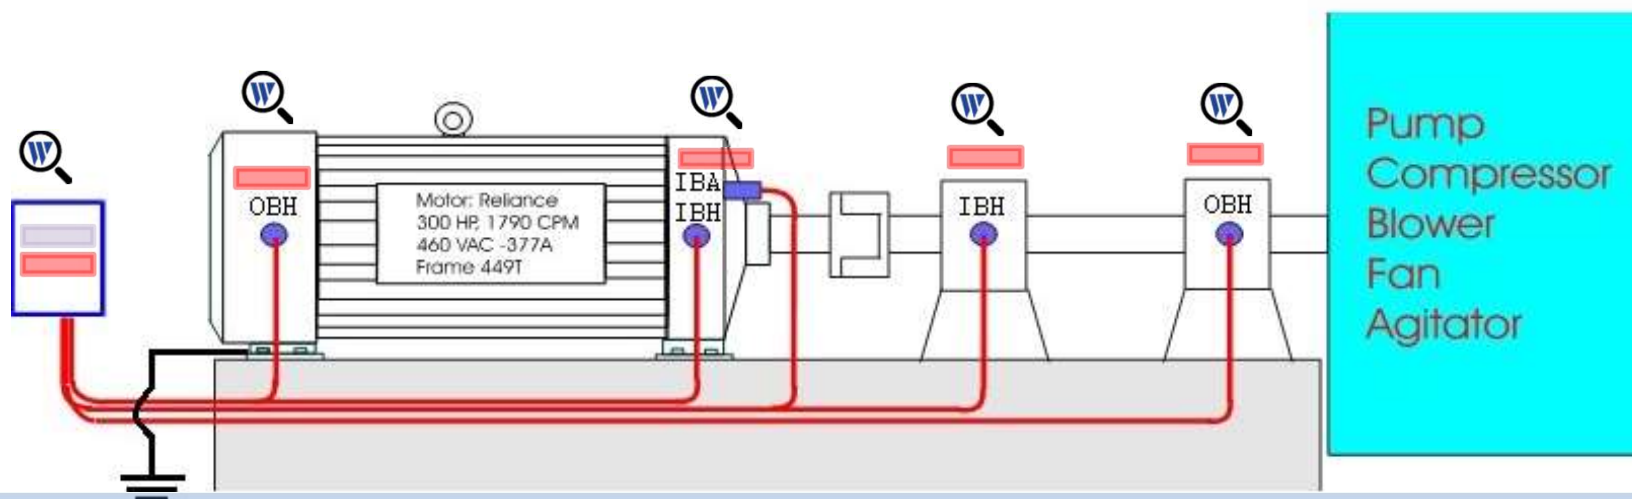 W
W
W
W
W
OBH
IBA
IBH
IBH
OBH
Motor: Reliance
300 HP, 1790 CPM
460 VAC -377A
Frame 449T
Pump
Compressor
Blower
Fan
Agitator